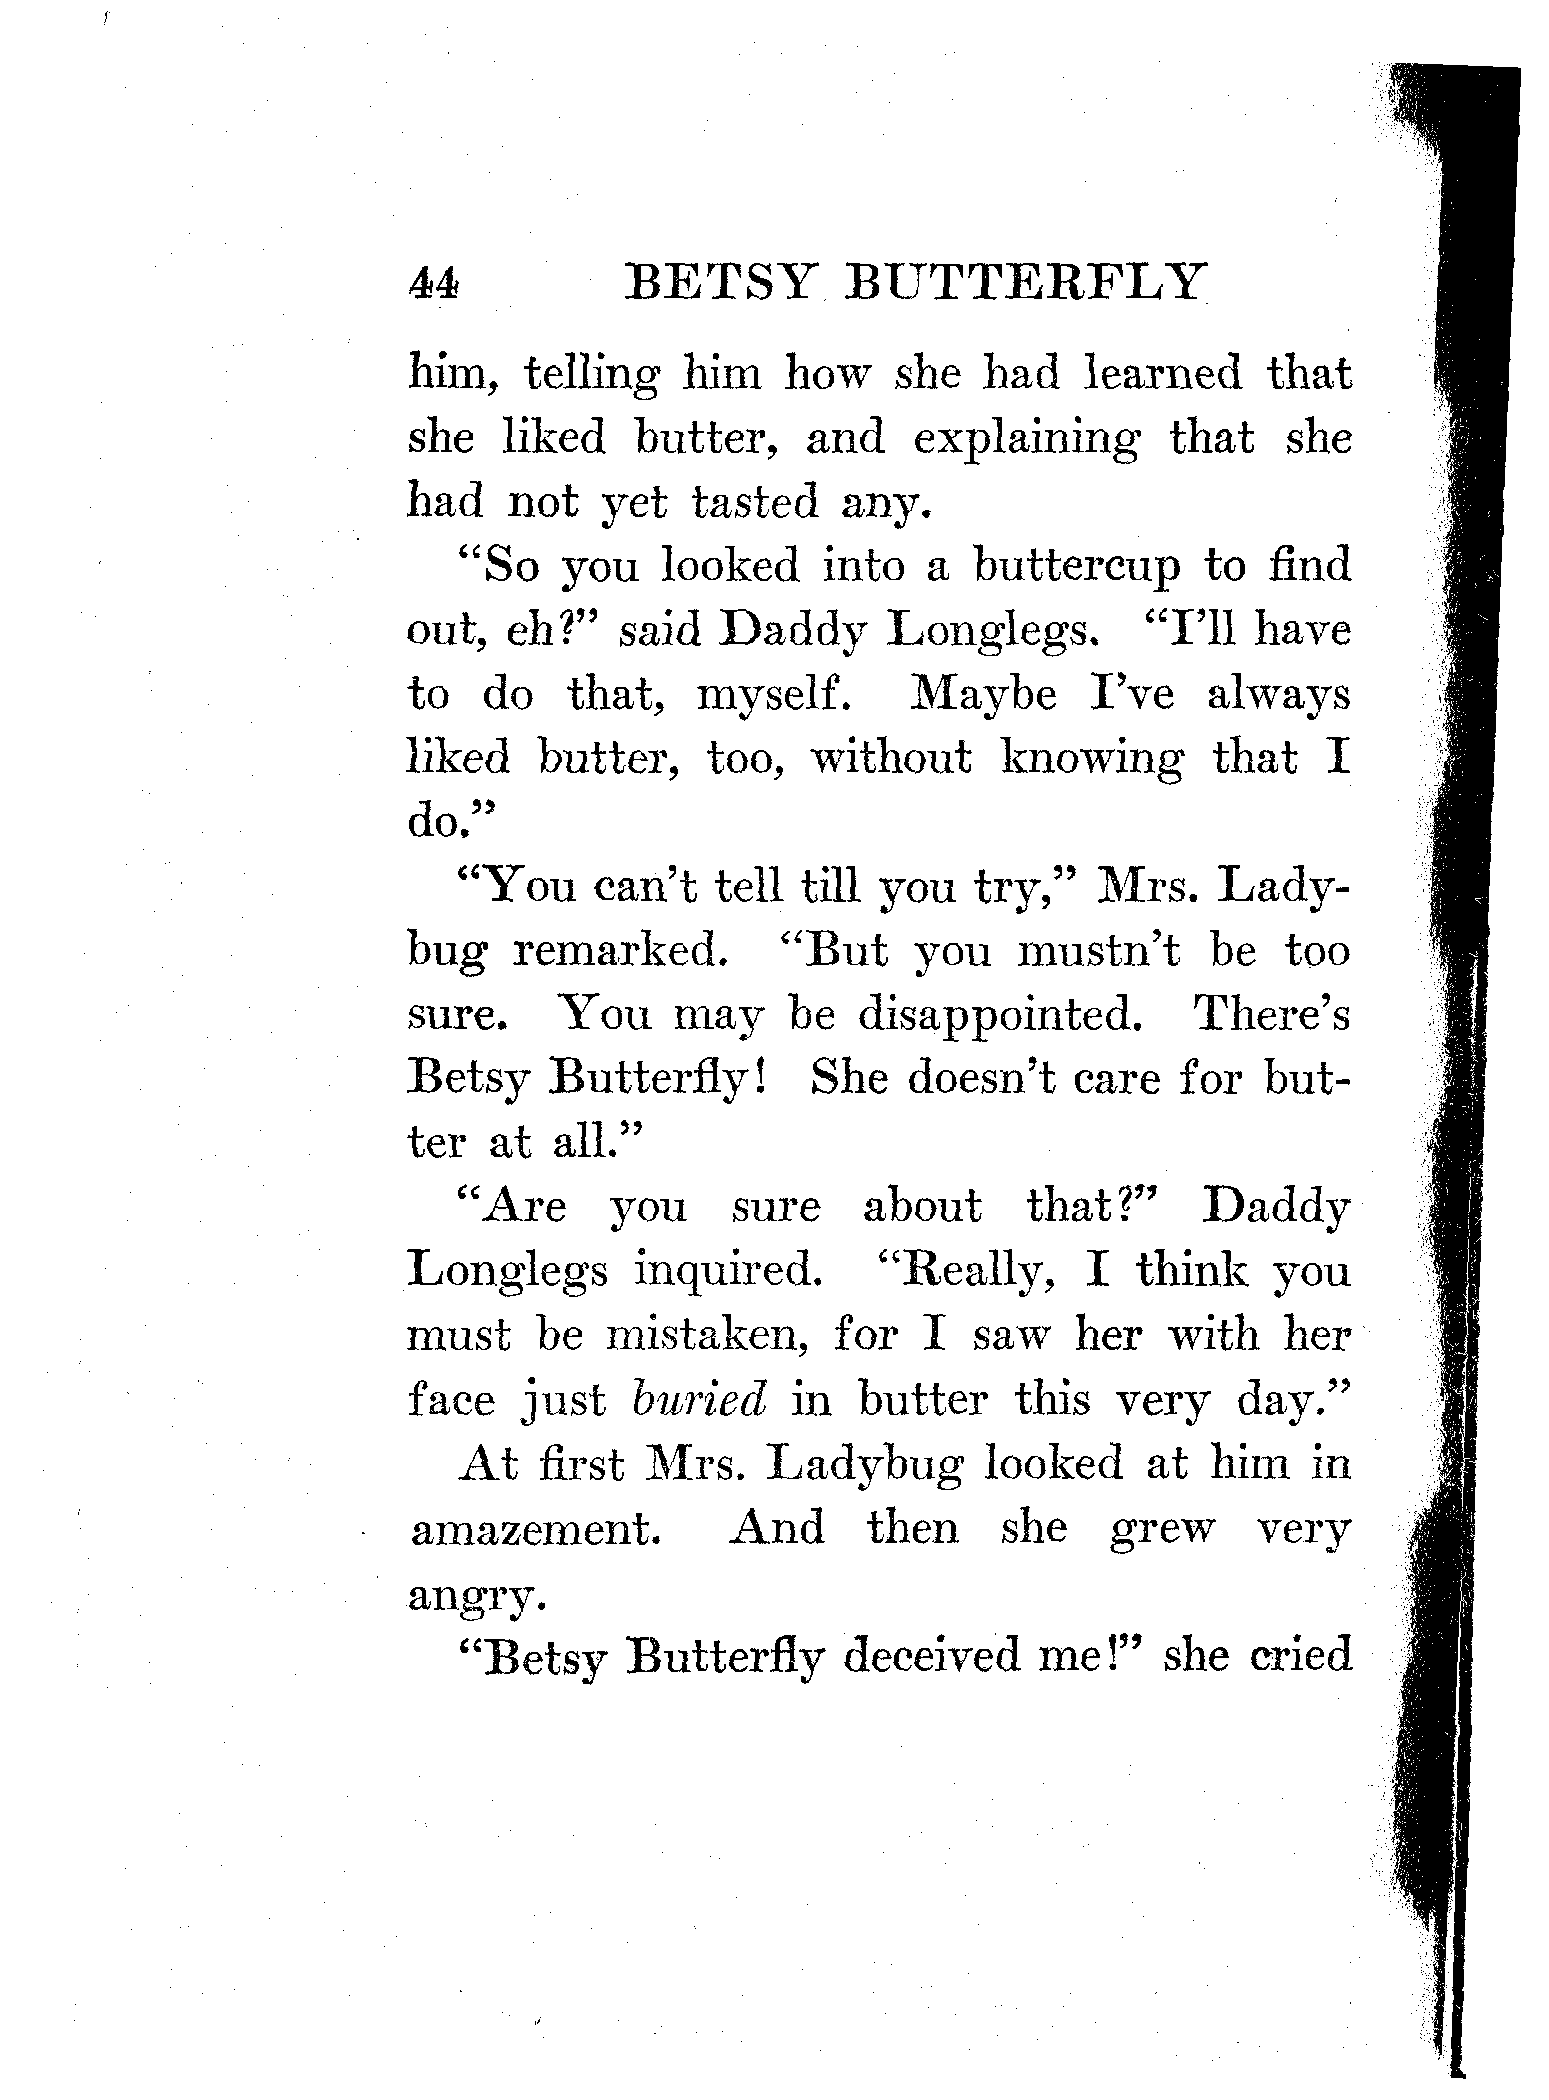 44 BETSY BUTTERFLY
him, telling him how she had learned that
she liked butter, and explaining that she
had not yet tasted any.
“So you looked into a buttercup to find
out, eh?” said Daddy Longlegs. “I’ll have
to do that, myself. Maybe I’ve always
liked butter, too, without knowing that I
do.”
“You can’t tell till you try,” Mrs. Lady-
bug remarked. “But you mustn’t be too
sure. You may be disappointed. There’s
Betsy Butterfly! She doesn’t care for but-
ter at all.”
“Are you sure about that?” Daddy
Longlegs inquired. “Really, I think you
must be mistaken, for I saw her with her
face just buried in butter this very day.”
At first Mrs. Ladybug looked at him in
amazement. And then she grew very
angry.
“Betsy Butterfly deceived me!” she cried